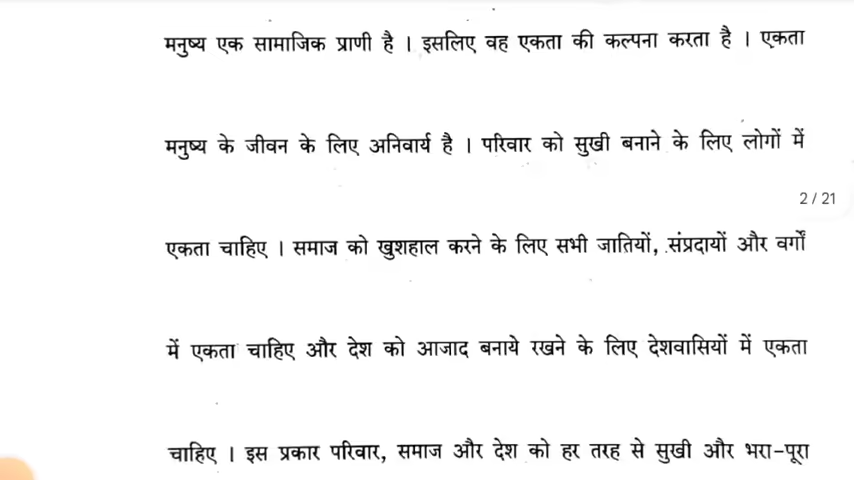 मनुष्य एक सामाजिक प्राणी है । इसलिए वह एकता की कल्पना करता है । एकता
मनुष्य के जीवन के लिए अनिवार्य है । परिवार को सुखी बनाने के लिए लोगों में
2 / 21
एकता चाहिए । समाज को खुशहाल करने के लिए सभी जातियों, संप्रदायों और वर्गों
में एकता चाहिए और देश को आजाद बनाये रखने के लिए देशवासियों में एकता
चाहिए । इस प्रकार परिवार, समाज और देश को हर तरह से सुखी और भरा-पूरा